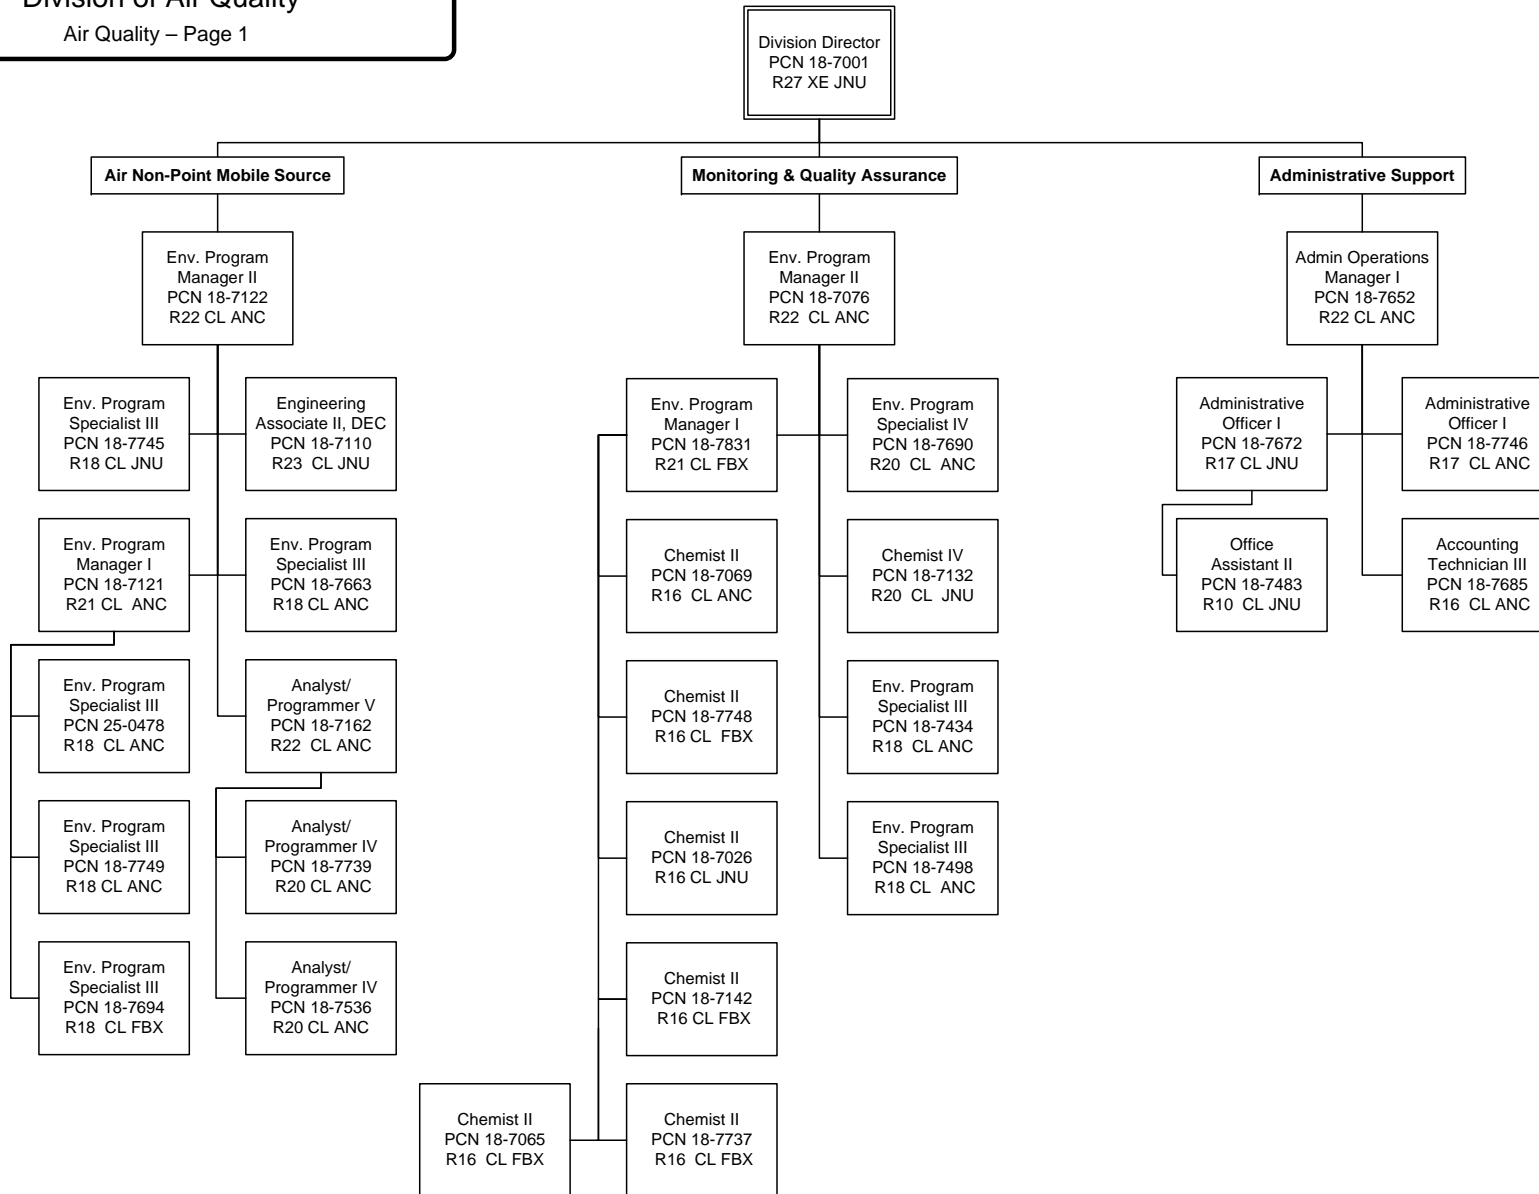 Division of Air Quality
Air Quality – Page 1
Division Director
PCN 18-7001
R27 XE JNU
Air Non-Point Mobile Source
Monitoring & Quality Assurance
Administrative Support
Env. Program
Manager II
PCN 18-7122
R22 CL ANC
Env. Program
Manager II
PCN 18-7076
R22 CL ANC
Admin Operations
Manager I
PCN 18-7652
R22 CL ANC
Env. Program
Specialist III
PCN 18-7745
R18 CL JNU
Engineering
Associate II, DEC
PCN 18-7110
R23 CL JNU
Env. Program
Manager I
PCN 18-7831
R21 CL FBX
Env. Program
Specialist IV
PCN 18-7690
R20 CL ANC
Administrative
Officer I
PCN 18-7672
R17 CL JNU
Administrative
Officer I
PCN 18-7746
R17 CL ANC
Env. Program
Manager I
PCN 18-7121
R21 CL ANC
Env. Program
Specialist III
PCN 18-7663
R18 CL ANC
Chemist II
PCN 18-7069
R16 CL ANC
Chemist IV
PCN 18-7132
R20 CL JNU
Office
Assistant II
PCN 18-7483
R10 CL JNU
Accounting
Technician III
PCN 18-7685
R16 CL ANC
Env. Program
Specialist III
PCN 25-0478
R18 CL ANC
Analyst/
Programmer V
PCN 18-7162
R22 CL ANC
Chemist II
PCN 18-7748
R16 CL FBX
Env. Program
Specialist III
PCN 18-7434
R18 CL ANC
Env. Program
Specialist III
PCN 18-7749
R18 CL ANC
Analyst/
Programmer IV
PCN 18-7739
R20 CL ANC
Chemist II
PCN 18-7026
R16 CL JNU
Env. Program
Specialist III
PCN 18-7498
R18 CL ANC
Env. Program
Specialist III
PCN 18-7694
R18 CL FBX
Analyst/
Programmer IV
PCN 18-7536
R20 CL ANC
Chemist II
PCN 18-7142
R16 CL FBX
Chemist II
PCN 18-7065
R16 CL FBX
Chemist II
PCN 18-7737
R16 CL FBX